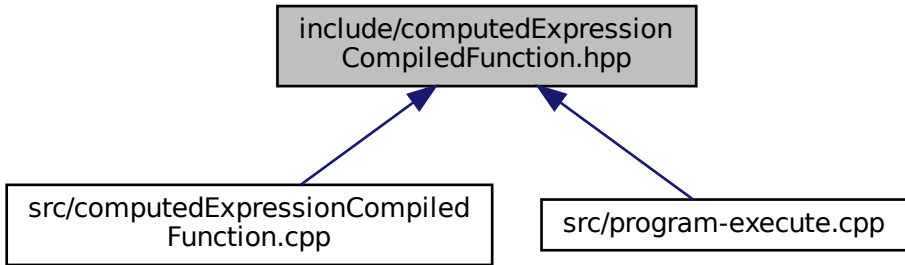 include/computedExpression
CompiledFunction.hpp
src/computedExpressionCompiled
Function.cpp
src/program-execute.cpp